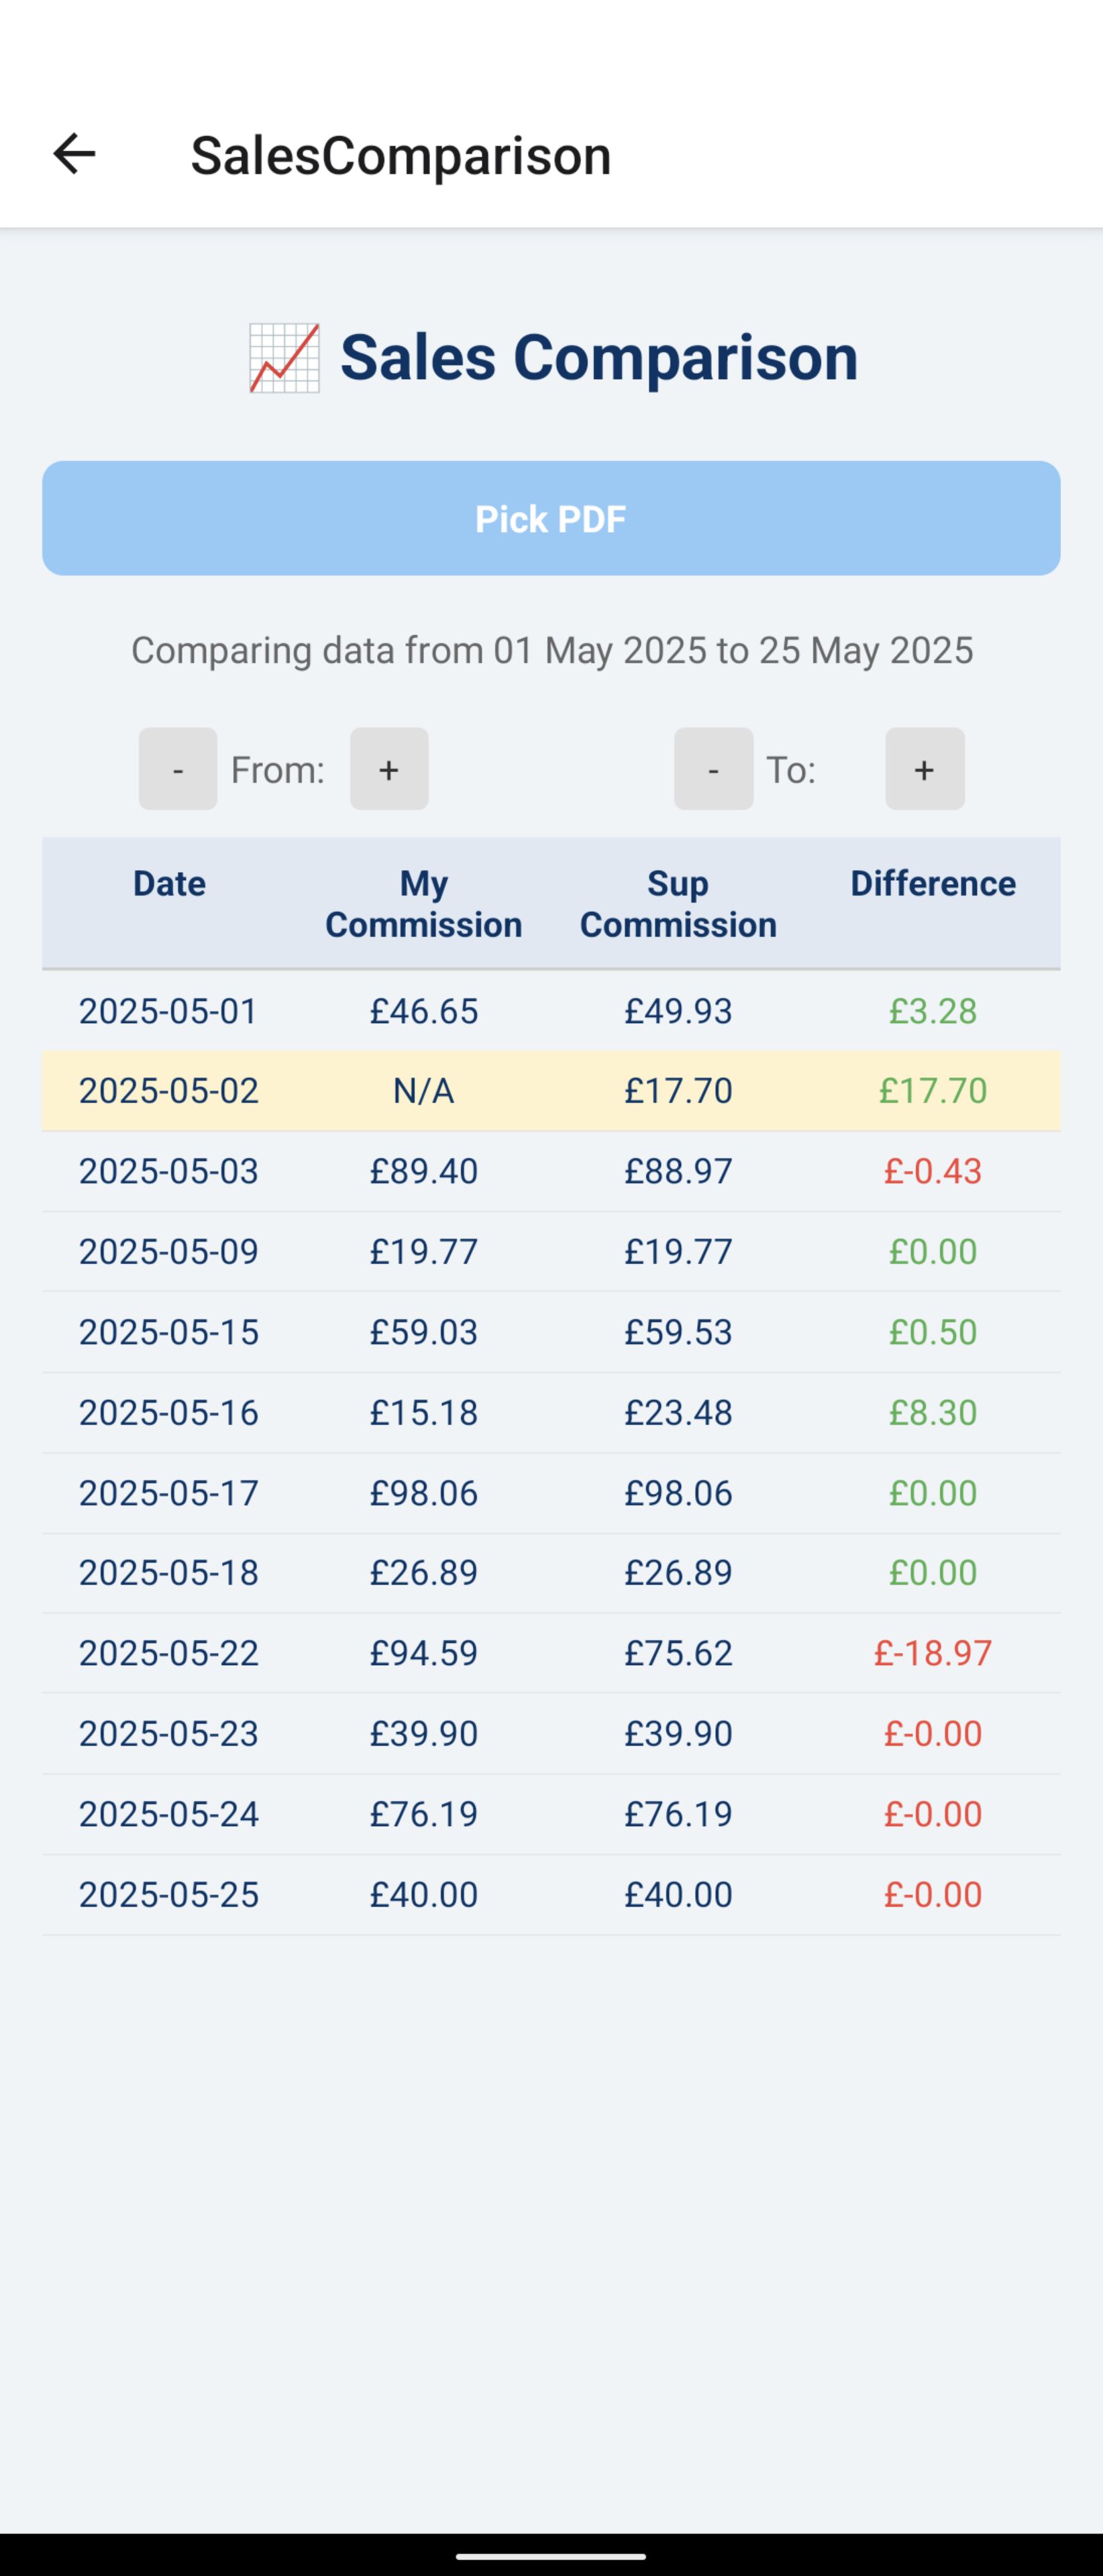 SalesComparison
Sales Comparison
Pick PDF
Comparing data from 01 May 2025 to 25 May 2025
- From: + - To: +
Date My Commission Sup Commission Difference
2025-05-01 £46.65 £49.93 £3.28
2025-05-02 N/A £17.70 £17.70
2025-05-03 £89.40 £88.97 £-0.43
2025-05-09 £19.77 £19.77 £0.00
2025-05-15 £59.03 £59.53 £0.50
2025-05-16 £15.18 £23.48 £8.30
2025-05-17 £98.06 £98.06 £0.00
2025-05-18 £26.89 £26.89 £0.00
2025-05-22 £94.59 £75.62 £-18.97
2025-05-23 £39.90 £39.90 £-0.00
2025-05-24 £76.19 £76.19 £-0.00
2025-05-25 £40.00 £40.00 £-0.00